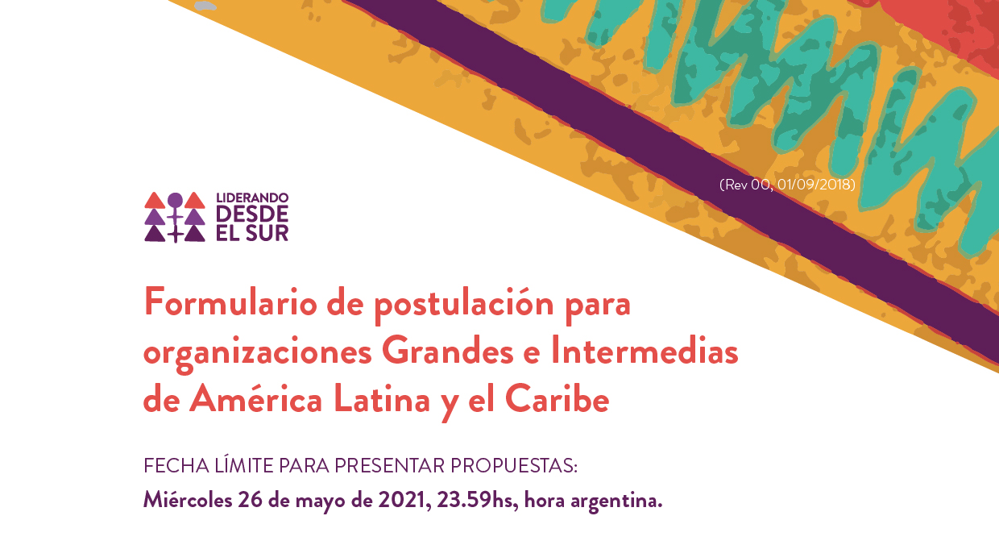 (Rev 00, 01/09/2018)
LIDERANDO
DESDE
EL SUR
Formulario de postulación para
organizaciones Grandes e Intermedias
de América Latina y el Caribe
FECHA LÍMITE PARA PRESENTAR PROPUESTAS:
Miércoles 26 de mayo de 2021, 23.59hs, hora argentina.